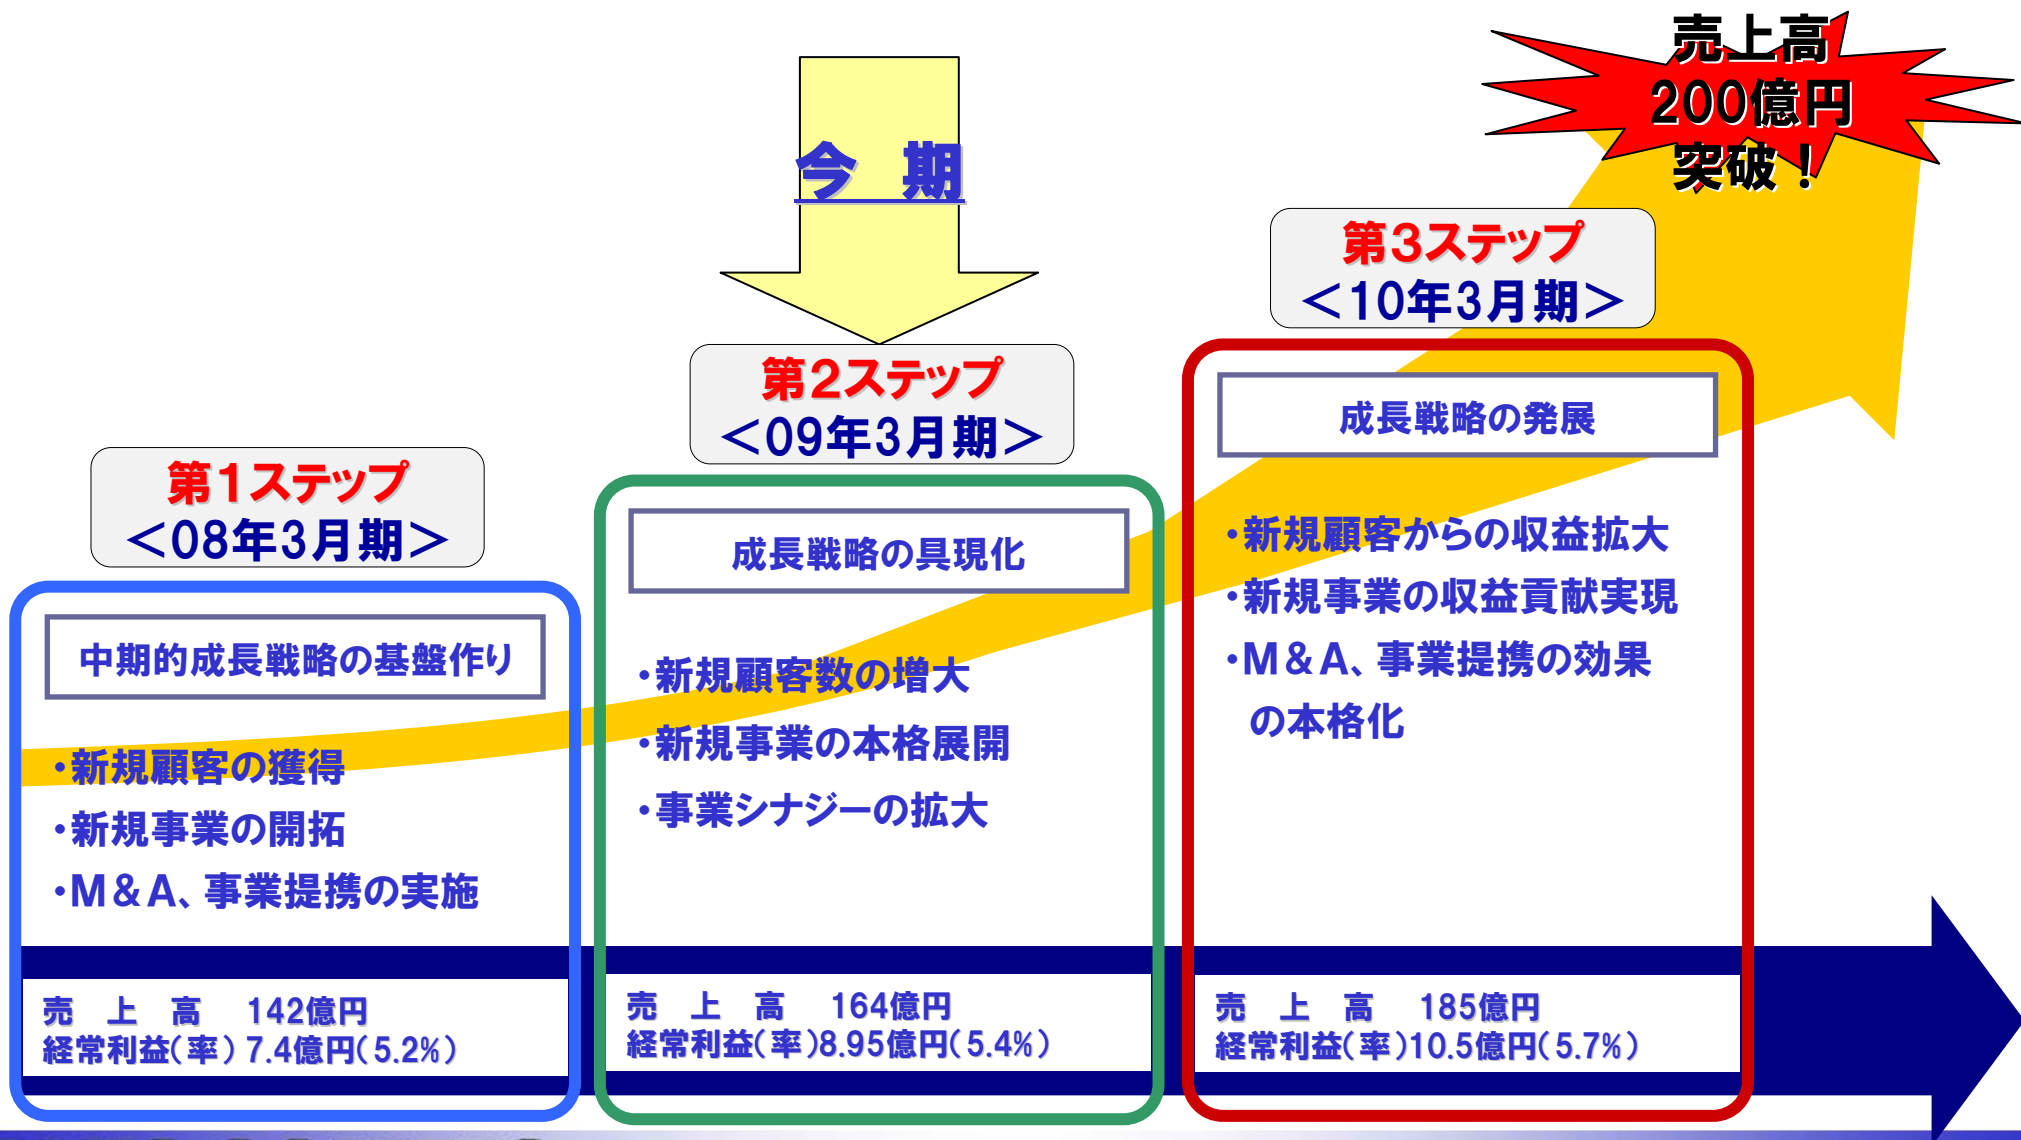 売上高
200億円
突破！
今　期
第１ステップ
＜08年3月期＞
中期的成長戦略の基盤作り
・新規顧客の獲得
・新規事業の開拓
・M＆A、事業提携の実施
売　上　高　142億円
経常利益（率）7.4億円（5.2％）
第２ステップ
＜09年3月期＞
成長戦略の具現化
・新規顧客数の増大
・新規事業の本格展開
・事業シナジーの拡大
売　上　高　164億円
経常利益（率）8.95億円（5.4％）
第３ステップ
＜10年3月期＞
成長戦略の発展
・新規顧客からの収益拡大
・新規事業の収益貢献実現
・M＆A、事業提携の効果
の本格化
売　上　高　185億円
経常利益（率）10.5億円（5.7％）